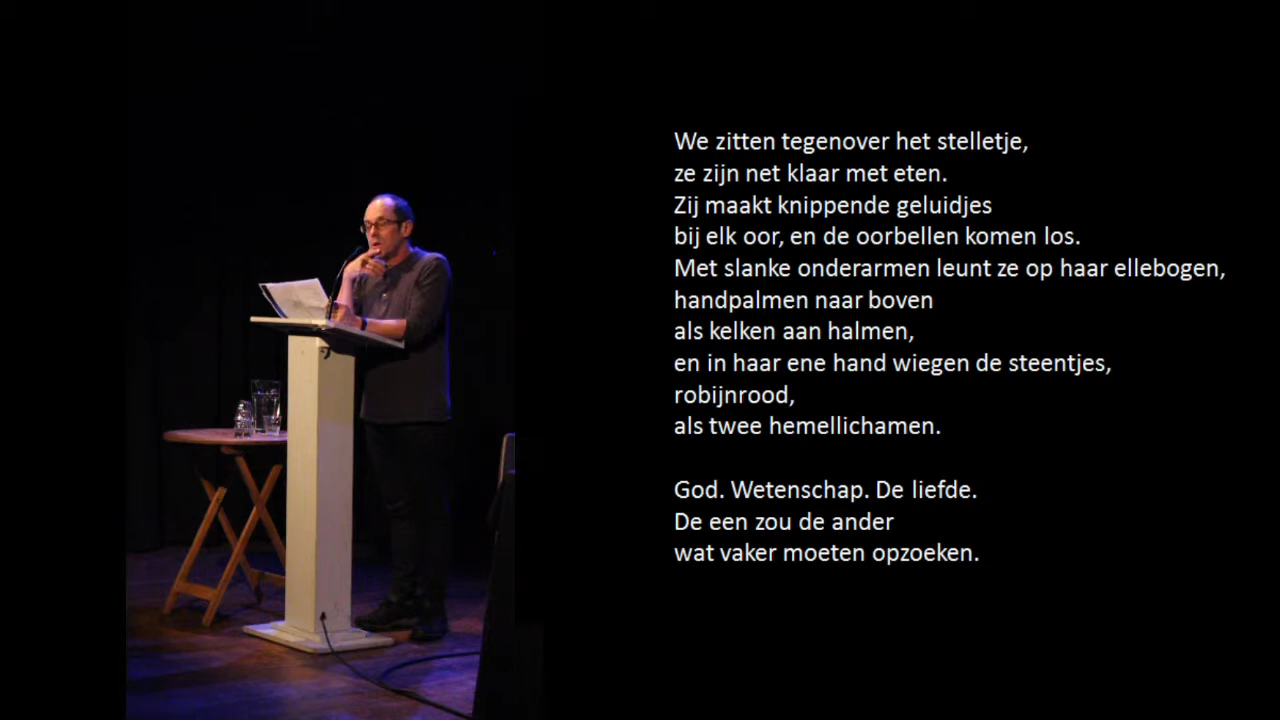 We zitten tegenover het stelletje,
ze zijn net klaar met eten.
Zij maakt knippende geluidjes
bij elk oor, en de oorbellen komen los.
Met slanke onderarmen leunt ze op haar ellebogen,
handpalmen naar boven
als kelken aan halmen,
en in haar ene hand wiegen de steentjes,
robijnrood,
als twee hemellichamen.
God. Wetenschap. De liefde.
De een zou de ander
wat vaker moeten opzoeken.